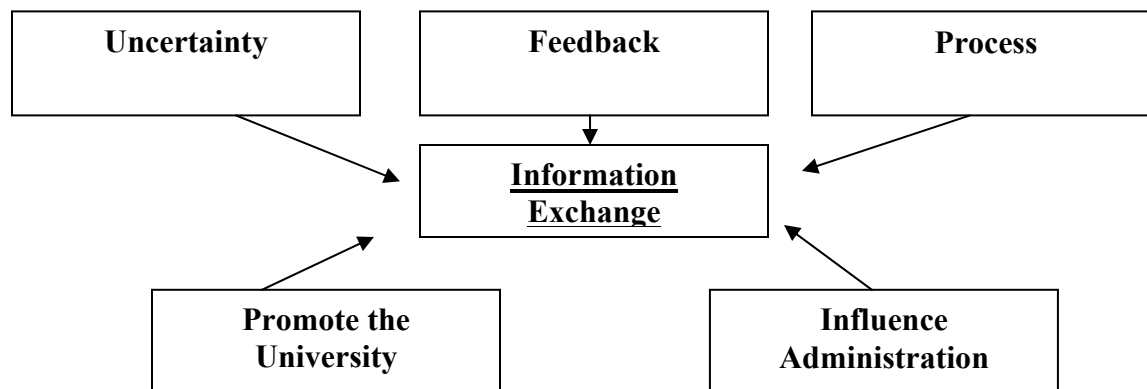 Uncertainty
Feedback
Process
Information
Exchange
Promote the
University
Influence
Administration